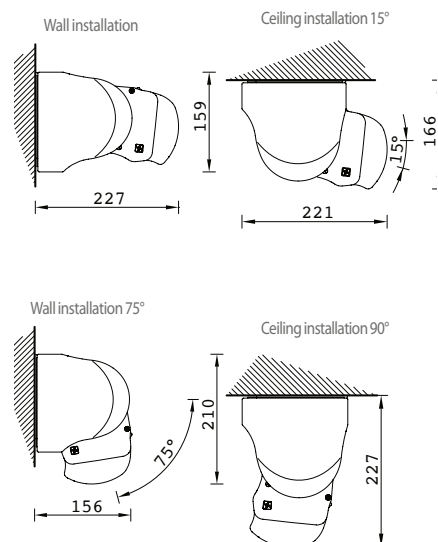 Wall installation
Ceiling installation 15°
159
227
15°
166
221
Wall installation 75°
Ceiling installation 90°
75°
156
210
227